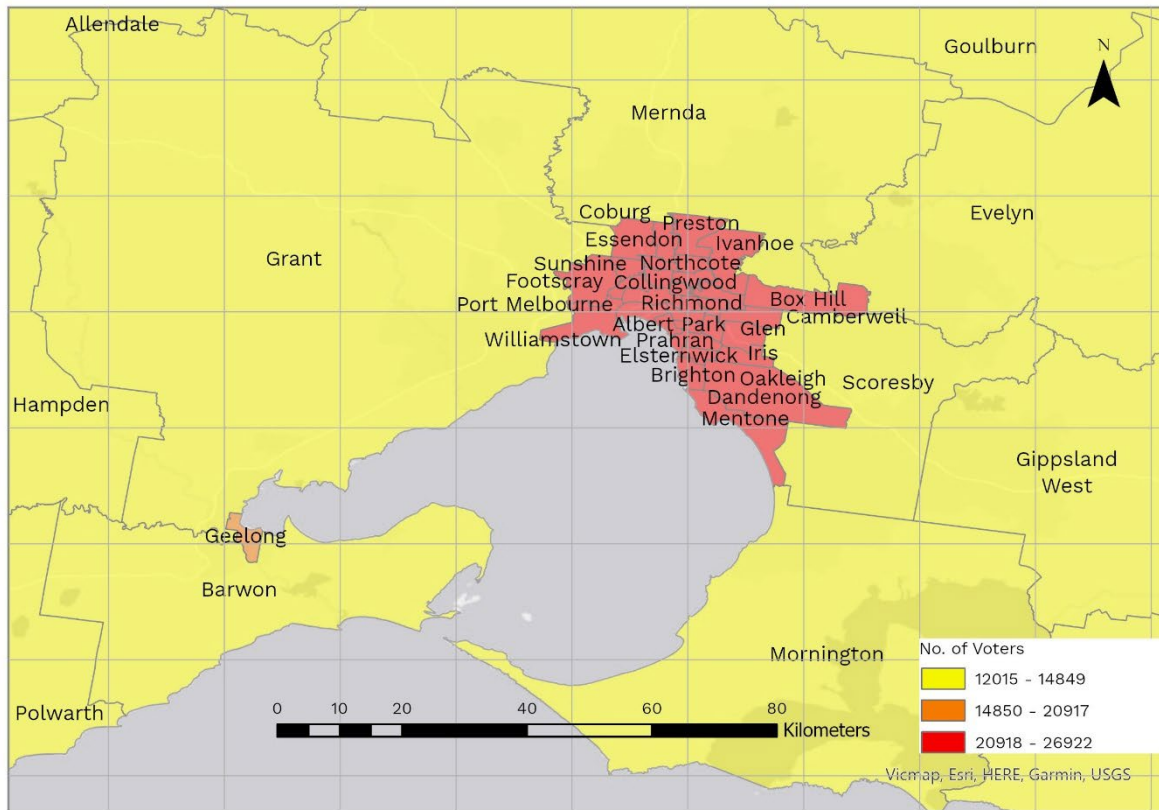 Allendale
Goulburn
N
Mernda
Evelyn
Coburg
Preston
Essendon
Ivanhoe
Grant
Sunshine
Northcote
Footscray
Collingwood
Port Melbourne
Richmond
Box Hill
Camberwell
Albert Park
Glen
Iris
Williamstown
Prahran
Elsternwick
Brighton
Oakleigh
Scoresby
Hampden
Dandenong
Mentone
Gippsland
West
Geelong
Barwon
Mornington
Polwarth
0 10 20 40 60 80
Kilometers
No. of Voters
12015 - 14849
14850 - 20917
20918 - 26922
Vicmap, Esri, HERE, Garmin, USGS